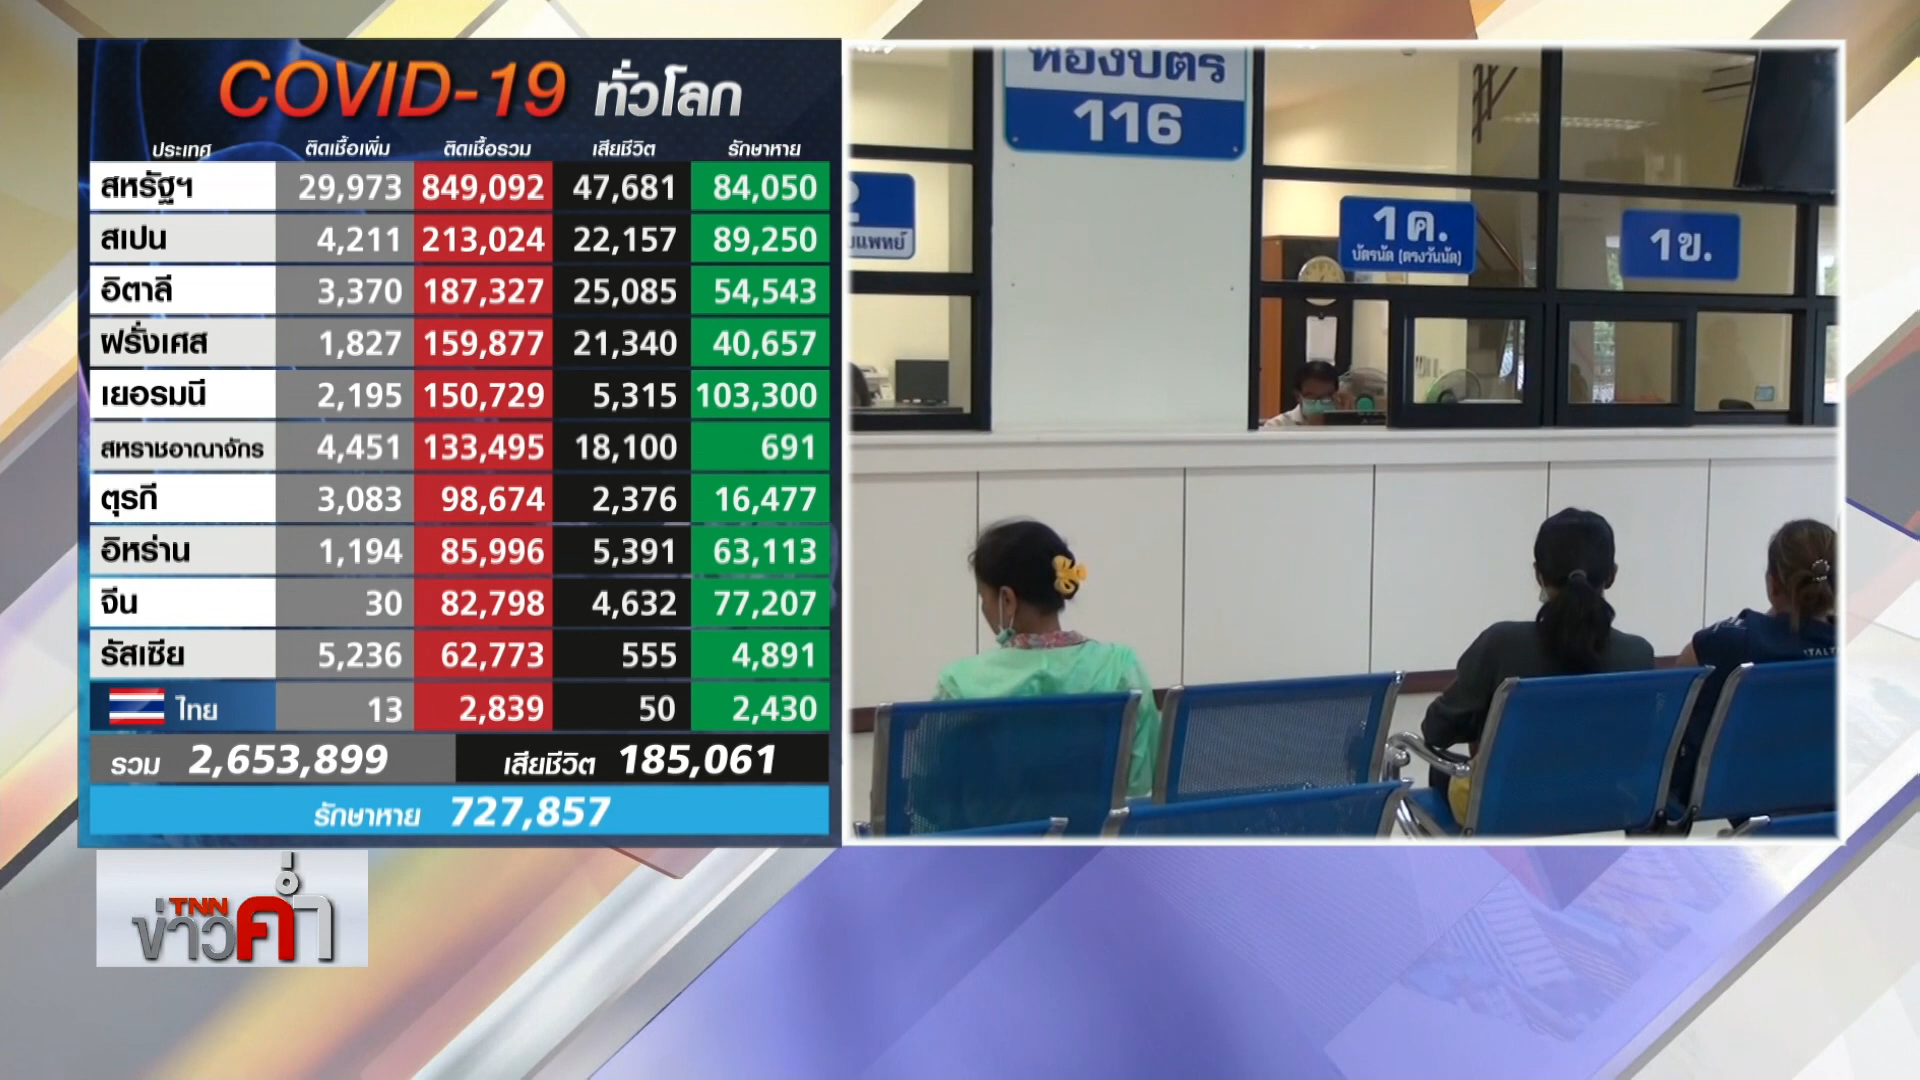 COVID-19 ทั่วโลก
ประเทศ ติดเชื้อเพิ่ม ติดเชื้อรวม เสียชีวิต รักษาหาย
สหรัฐฯ 29,973 849,092 47,681 84,050
สเปน 4,211 213,024 22,157 89,250
อิตาลี 3,370 187,327 25,085 54,543
ฝรั่งเศส 1,827 159,877 21,340 40,657
เยอรมนี 2,195 150,729 5,315 103,300
สหราชอาณาจักร 4,451 133,495 18,100 691
ตุรกี 3,083 98,674 2,376 16,477
อิหร่าน 1,194 85,996 5,391 63,113
จีน 30 82,798 4,632 77,207
รัสเซีย 5,236 62,773 555 4,891
ไทย 13 2,839 50 2,430
รวม 2,653,899 เสียชีวิต 185,061
รักษาหาย 727,857
TNN
ข่าวค่ำ
ห้องบัตร
116
2
1ค.
บัตรนัด (ตรงวันนัด)
1ข.